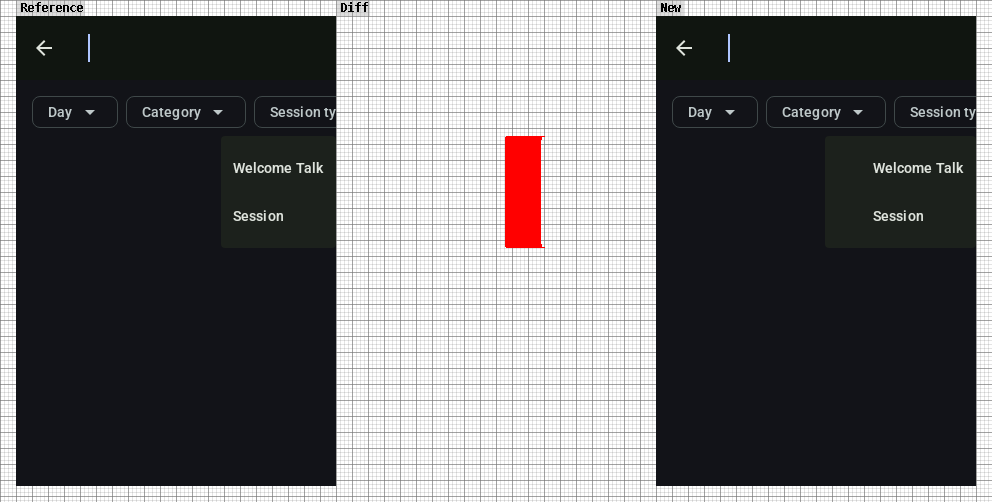 Reference
Diff
New
Day
Category
Session ty
Welcome Talk
Session
Day
Category
Session ty
Welcome Talk
Session